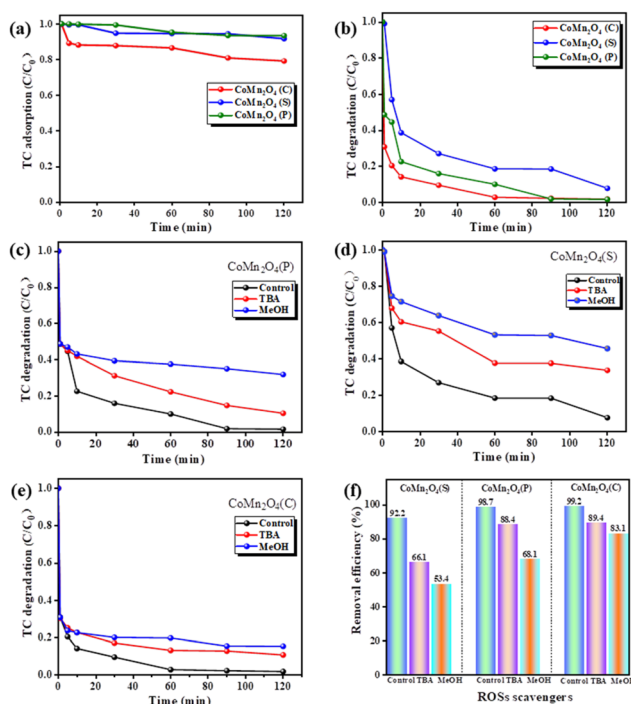 (a)
TC adsorption (C/C0)
1.0
0.8
0.6
0.4
0.2
0.0
CoMn2O4 (C)
CoMn2O4 (S)
CoMn2O4 (P)
0 20 40 60 80 100 120
Time (min)
(b)
TC degradation (C/C0)
1.0
0.8
0.6
0.4
0.2
0.0
CoMn2O4 (C)
CoMn2O4 (S)
CoMn2O4 (P)
0 20 40 60 80 100 120
Time (min)
(c)
CoMn2O4(P)
TC degradation (C/C0)
1.0
0.8
0.6
0.4
0.2
0.0
Control
TBA
MeOH
0 20 40 60 80 100 120
Time (min)
(d)
CoMn2O4(S)
TC degradation (C/C0)
1.0
0.8
0.6
0.4
0.2
0.0
Control
TBA
MeOH
0 20 40 60 80 100 120
Time (min)
(e)
CoMn2O4(C)
TC degradation (C/C0)
1.0
0.8
0.6
0.4
0.2
0.0
Control
TBA
MeOH
0 20 40 60 80 100 120
Time (min)
(f)
CoMn2O4(S) CoMn2O4(P) CoMn2O4(C)
Removal efficiency (%)
100
80
60
40
20
0
92.2 66.1 53.4 98.7 88.4 68.1 99.2 89.4 83.1
Control TBA MeOH Control TBA MeOH Control TBA MeOH
ROSs scavengers